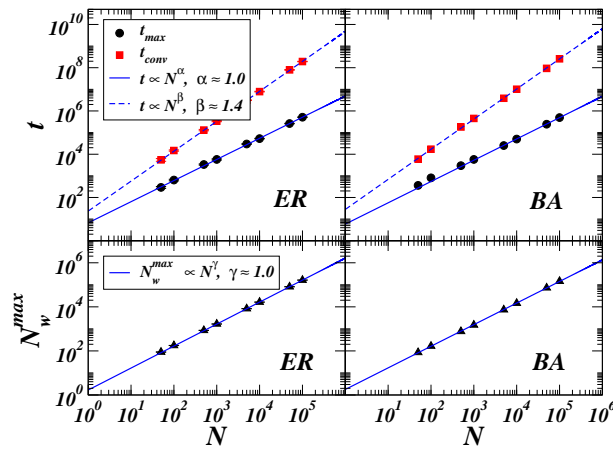 10^10
10^8
10^6
10^4
10^2
t
t_max
t_conv
t ∝ N^α, α ≈ 1.0
t ∝ N^β, β ≈ 1.4
ER
BA
10^6
10^4
10^2
10^0
N_w^max
N_w^max ∝ N^γ, γ ≈ 1.0
ER
BA
10^0 10^1 10^2 10^3 10^4 10^5
10^1 10^2 10^3 10^4 10^5 10^6
N
N